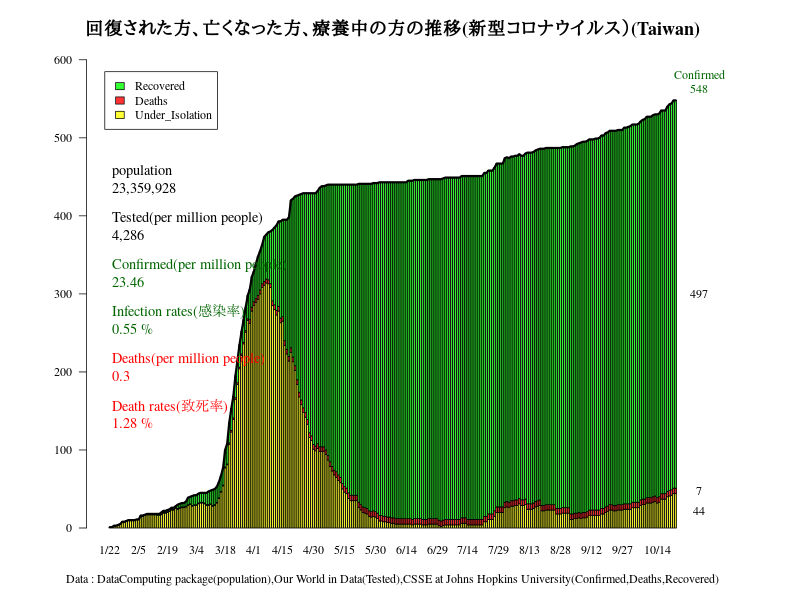 回復された方、亡くなった方、療養中の方の推移(新型コロナウイルス）(Taiwan)
600
500
400
300
200
100
0
Recovered
Deaths
Under_Isolation
population
23,359,928
Tested(per million people)
4,286
Confirmed(per million people)
23.46
Infection rates(感染率)
0.55 %
Deaths(per million people)
0.3
Death rates(致死率)
1.28 %
Confirmed
548
497
7
44
1/22 2/5 2/19 3/4 3/18 4/1 4/15 4/30 5/15 5/30 6/14 6/29 7/14 7/29 8/13 8/28 9/12 9/27 10/14
Data : DataComputing package(population),Our World in Data(Tested),CSSE at Johns Hopkins University(Confirmed,Deaths,Recovered)